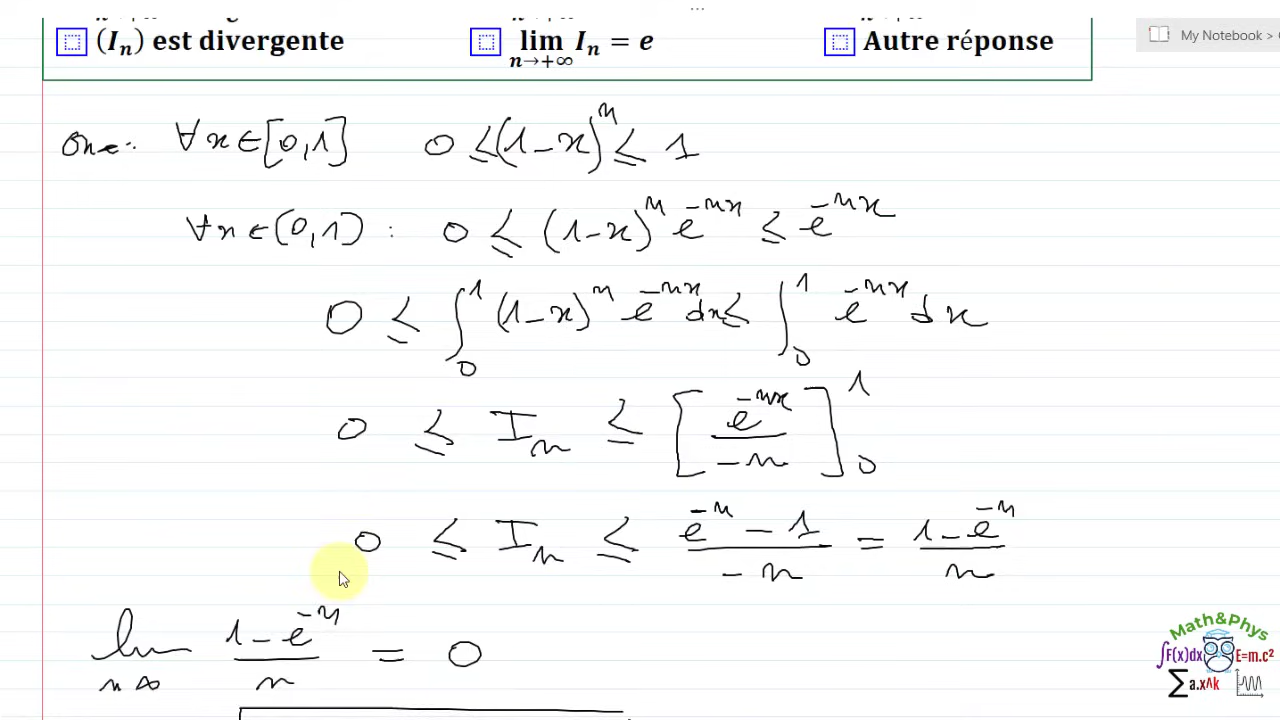 (Iₙ) est divergente   lim Iₙ = e   Autre réponse
n→+∞
My Notebook >
On a : ∀x∈[0,1]   0 ≤ (1-x)ⁿ ≤ 1
∀x∈(0,1) : 0 ≤ (1-x)ⁿ e^{-nx} ≤ e^{-nx}
0 ≤ ∫₀¹ (1-x)ⁿ e^{-nx} dx ≤ ∫₀¹ e^{-nx} dx
0 ≤ Iₙ ≤ [e^{-nx}/-n]₀¹
0 ≤ Iₙ ≤ (e^{-n} - 1)/-n = (1-e^{-n})/n
lim n∞ (1-e^{-n})/n = 0
Math&Phys
∫F(x)dx E=m.c²
∑ a.x∧k